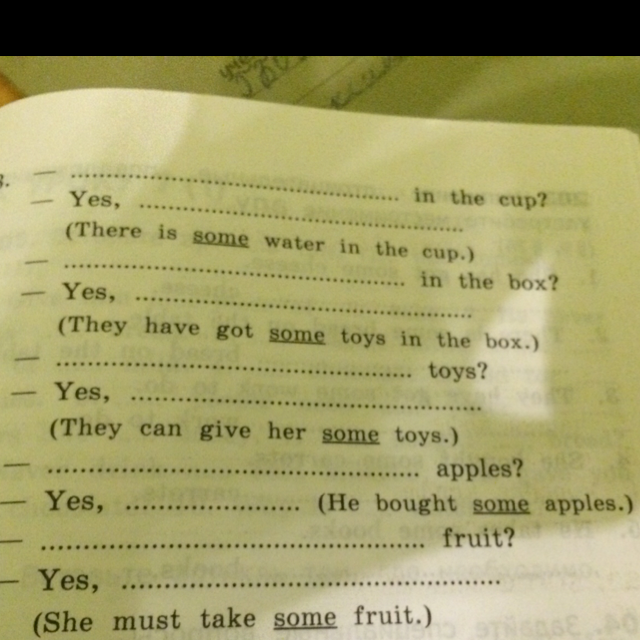 3. — .................................................... in the cup?
— Yes, ....................................................
(There is some water in the cup.)
— .................................................... in the box?
— Yes, ....................................................
(They have got some toys in the box.)
— .................................................... toys?
— Yes, ....................................................
(They can give her some toys.)
— .................................................... apples?
— Yes, ........................ (He bought some apples.)
— .................................................... fruit?
— Yes, ....................................................
(She must take some fruit.)